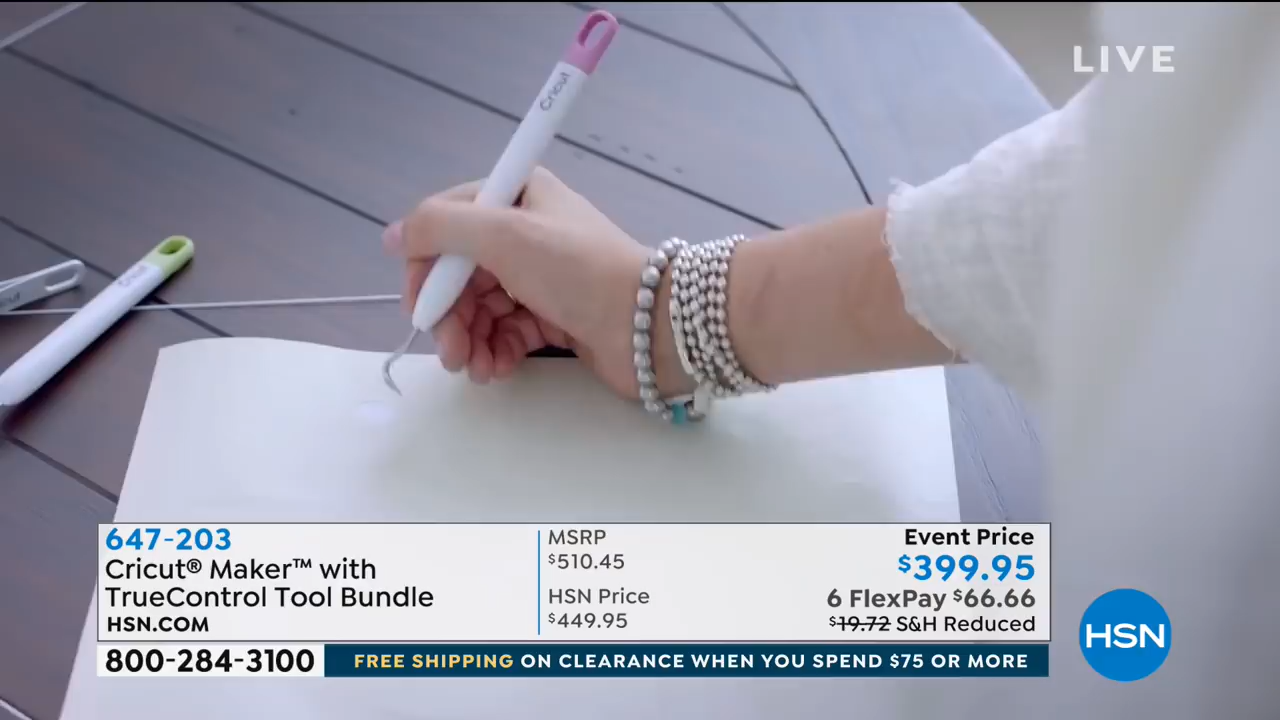 LIVE
Cricut
Cricut
647-203
Cricut® Maker™ with
TrueControl Tool Bundle
HSN.COM
MSRP
$510.45
HSN Price
$449.95
Event Price
$399.95
6 FlexPay $66.66
$19.72 S&H Reduced
HSN
800-284-3100
FREE SHIPPING ON CLEARANCE WHEN YOU SPEND $75 OR MORE